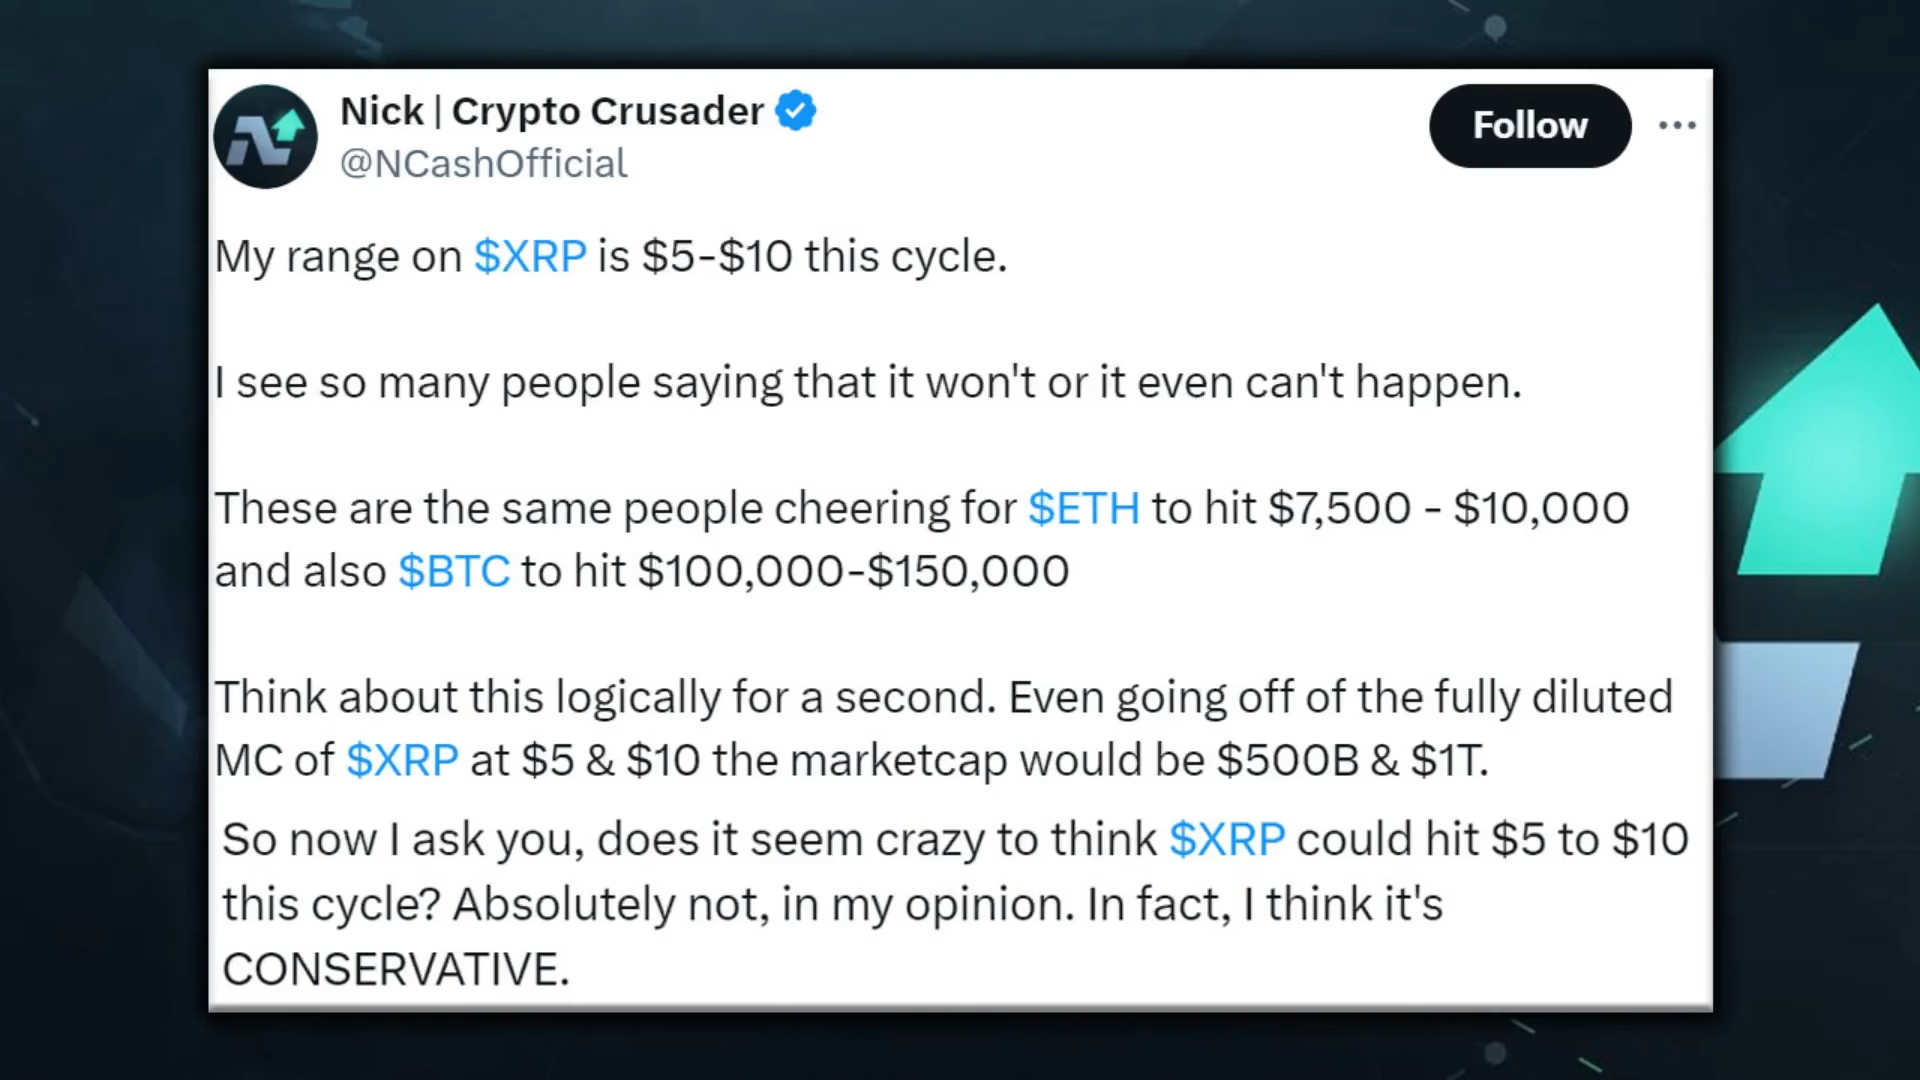 Nick | Crypto Crusader
@NCashOfficial
Follow
My range on $XRP is $5-$10 this cycle.
I see so many people saying that it won't or it even can't happen.
These are the same people cheering for $ETH to hit $7,500 - $10,000
and also $BTC to hit $100,000-$150,000
Think about this logically for a second. Even going off of the fully diluted
MC of $XRP at $5 & $10 the marketcap would be $500B & $1T.
So now I ask you, does it seem crazy to think $XRP could hit $5 to $10
this cycle? Absolutely not, in my opinion. In fact, I think it's
CONSERVATIVE.